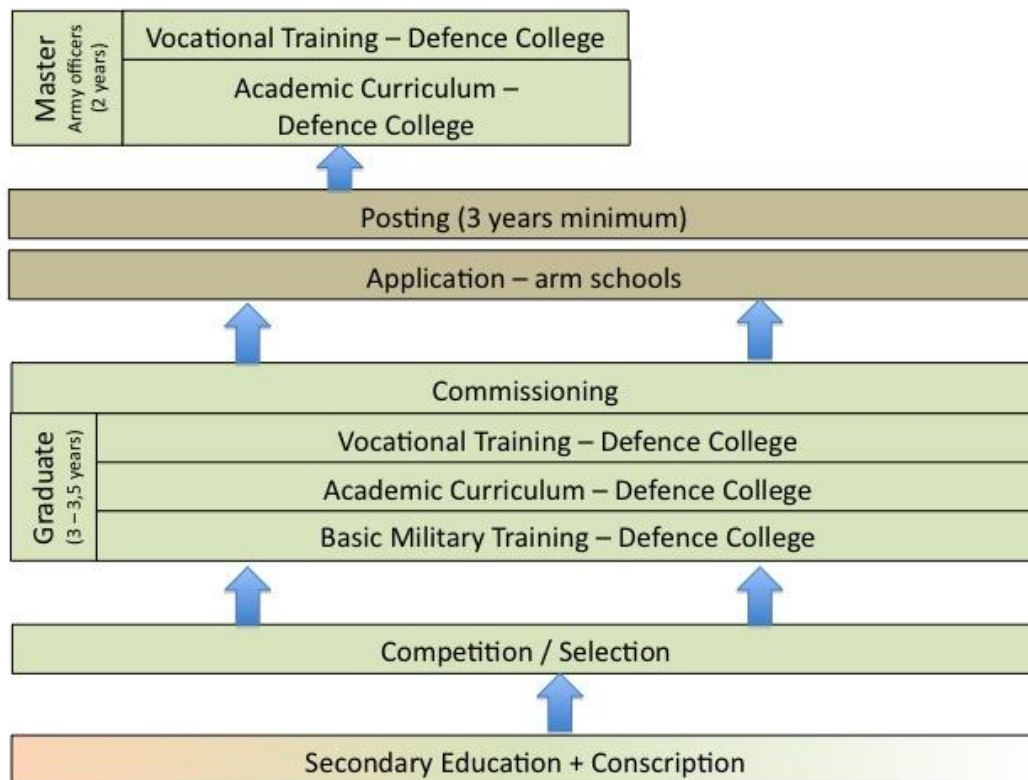 Master
Army officers
(2 years)
Vocational Training – Defence College
Academic Curriculum –
Defence College
Posting (3 years minimum)
Application – arm schools
Commissioning
Graduate
(3 – 3,5 years)
Vocational Training – Defence College
Academic Curriculum – Defence College
Basic Military Training – Defence College
Competition / Selection
Secondary Education + Conscription